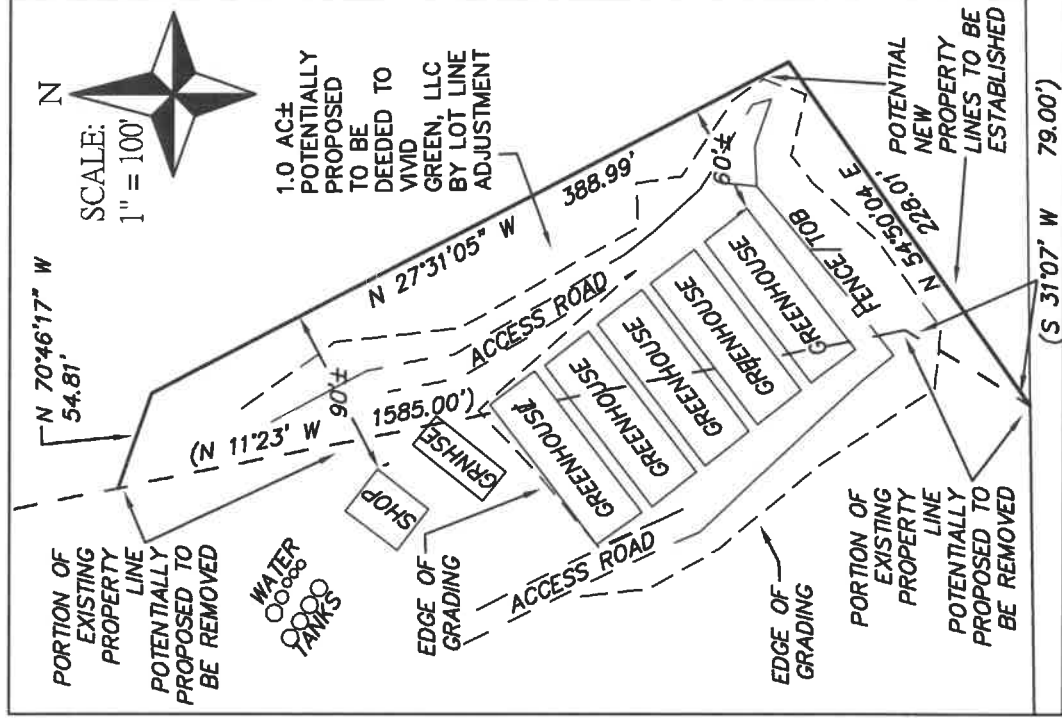 N
SCALE:
1" = 100'
N 70°46'17" W
54.81'
1.0 AC±
POTENTIALLY
PROPOSED
TO BE
DEEDED TO
VIVID
GREEN, LLC
BY LOT LINE
ADJUSTMENT
N 27°31'05" W 388.99'
PORTION OF
EXISTING
PROPERTY
LINE
POTENTIALLY
PROPOSED TO
BE REMOVED
(N 11°23' W 1585.00')
90'±
ACCESS ROAD
60'±
SHOP
GRNHSE
WATER
TANKS
EDGE OF
GRADING
GREENHOUSE
GREENHOUSE
GREENHOUSE
GREENHOUSE
GREENHOUSE
FENCE/TOB
ACCESS ROAD
N 54°50'04 E
228.01'
POTENTIAL
NEW
PROPERTY
LINES TO BE
ESTABLISHED
EDGE OF
GRADING
PORTION OF
EXISTING
PROPERTY
LINE
POTENTIALLY
PROPOSED TO
BE REMOVED
(S 31°07' W 79.00')